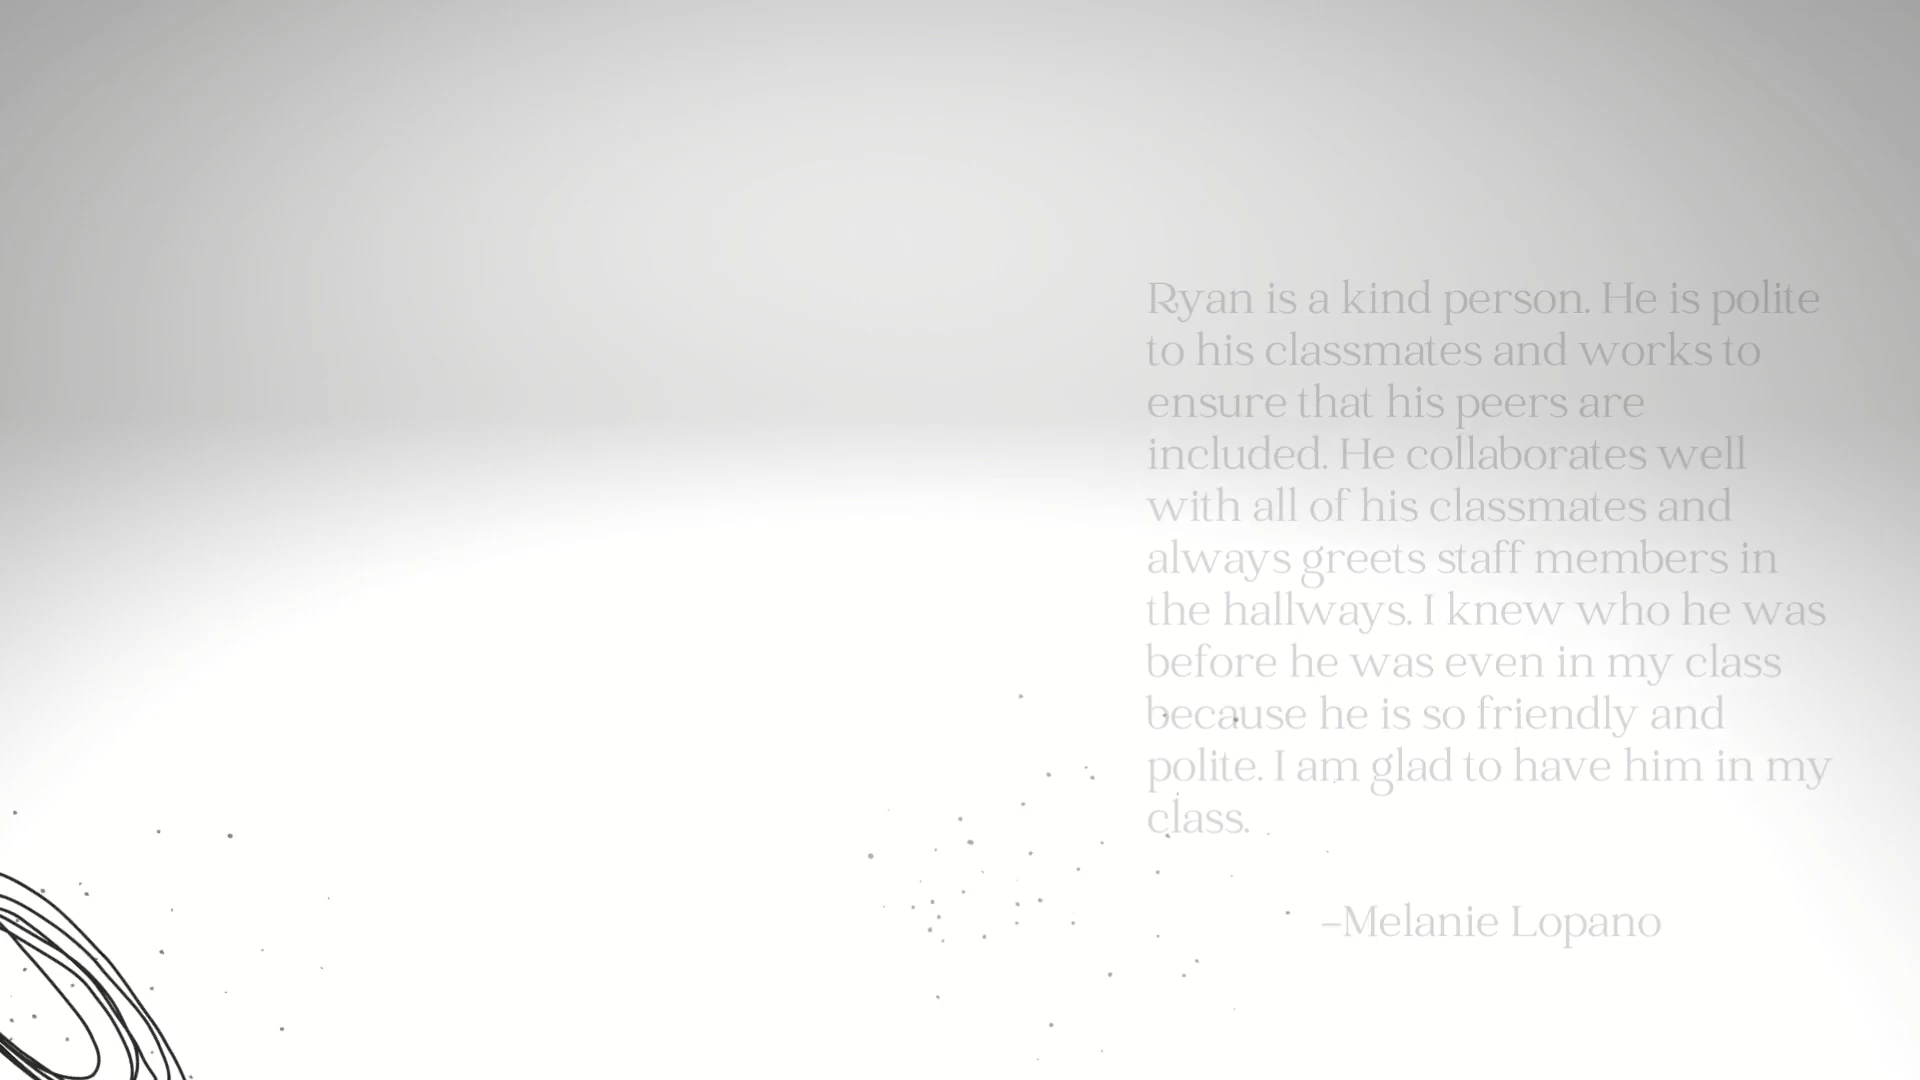 Ryan is a kind person. He is polite
to his classmates and works to
ensure that his peers are
included. He collaborates well
with all of his classmates and
always greets staff members in
the hallways. I knew who he was
before he was even in my class
because he is so friendly and
polite. I am glad to have him in my
class.
–Melanie Lopano